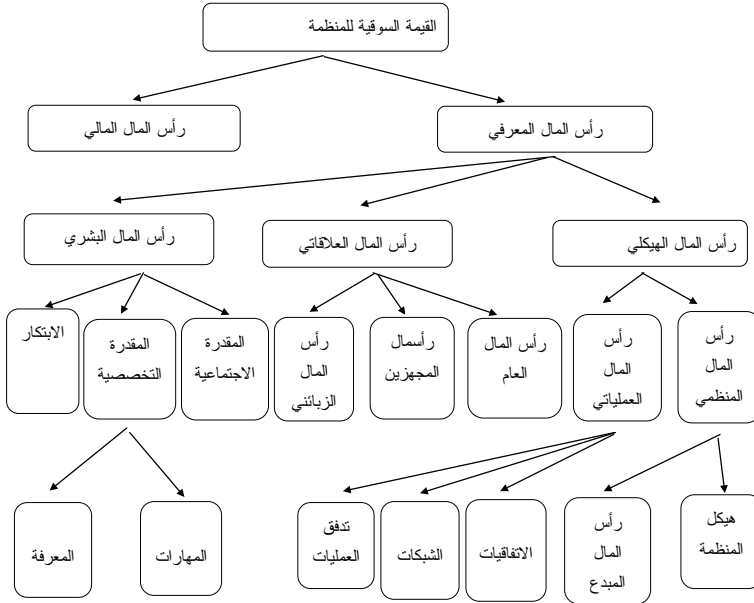 القيمة السوقية للمنظمة
رأس المال المعرفي
رأس المال المالي
رأس المال الهيكلي
رأس المال العلاقاتي
رأس المال البشري
رأس
المال
المنظمي
رأس
المال
العملياتي
رأس المال
العام
رأسمال
المجهزين
رأس
المال
الزبائني
المقدرة
الاجتماعية
المقدرة
التخصصية
الابتكار
هيكل
المنظمة
رأس
المال
المبدع
الاتفاقيات
الشبكات
تدفق
العمليات
المهارات
المعرفة